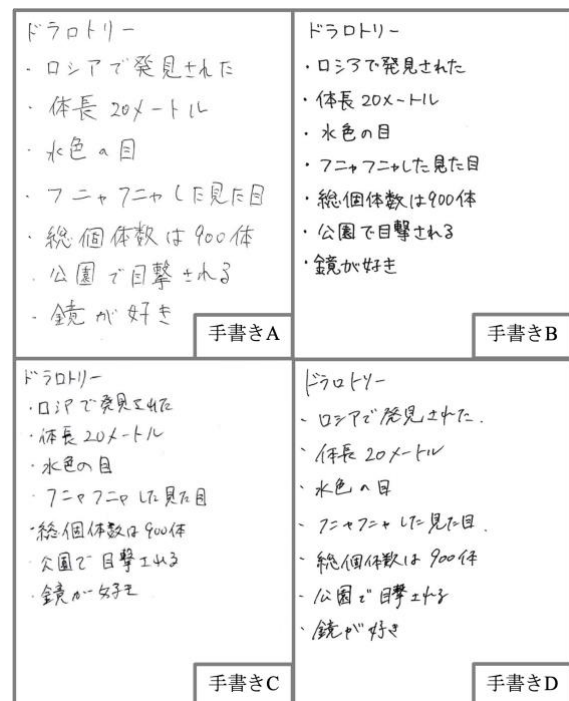 ドラロトリー
・ロシアで発見された
・体長20メートル
・水色の目
・フニャフニャした見た目
・総個体数は900体
・公園で目撃される
・鏡が好き
手書きA
ドラロトリー
・ロシアで発見された
・体長20メートル
・水色の目
・フニャフニャした見た目
・総個体数は900体
・公園で目撃される
・鏡が好き
手書きB
ドラロトリー
・ロシアで発見された
・体長20メートル
・水色の目
・フニャフニャした見た目
・総個体数は900体
・公園で目撃される
・鏡が好き
手書きC
ドラロトリー
・ロシアで発見された.
・体長20メートル
・水色の目
・フニャフニャした見た目.
・総個体数は900体
・公園で目撃される
・鏡が好き
手書きD